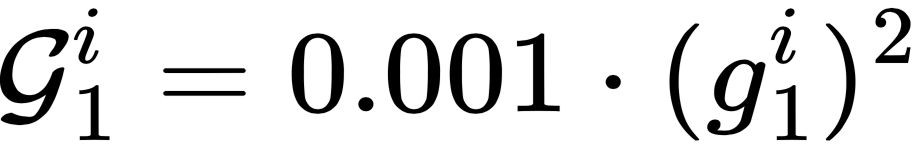 𝒢₁ⁱ = 0.001 · (g₁ⁱ)²